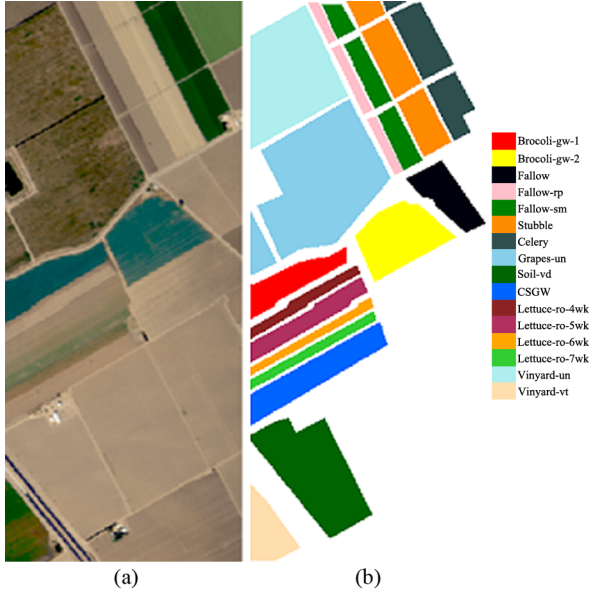 Brocoli-gw-1
Brocoli-gw-2
Fallow
Fallow-rp
Fallow-sm
Stubble
Celery
Grapes-un
Soil-vd
CSGW
Lettuce-ro-4wk
Lettuce-ro-5wk
Lettuce-ro-6wk
Lettuce-ro-7wk
Vinyard-un
Vinyard-vt
(a) (b)